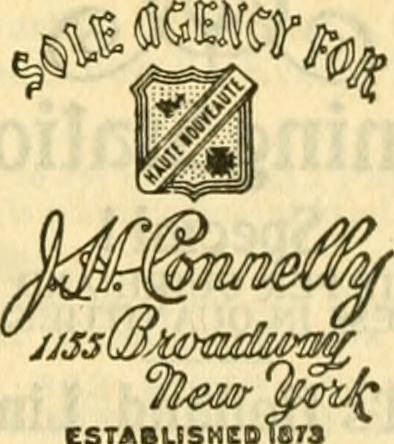 SOLE AGENCY FOR
HAUTE NOUVEAUTE
J.H. Connelly
1155 Broadway
New York
ESTABLISHED 1873